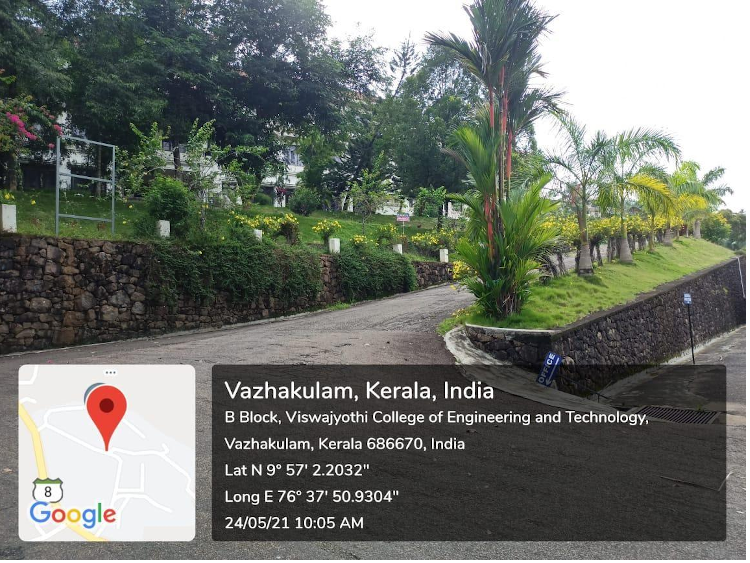 OFFICE
8
Google
Vazhakulam, Kerala, India
B Block, Viswajyothi College of Engineering and Technology,
Vazhakulam, Kerala 686670, India
Lat N 9° 57' 2.2032"
Long E 76° 37' 50.9304"
24/05/21 10:05 AM